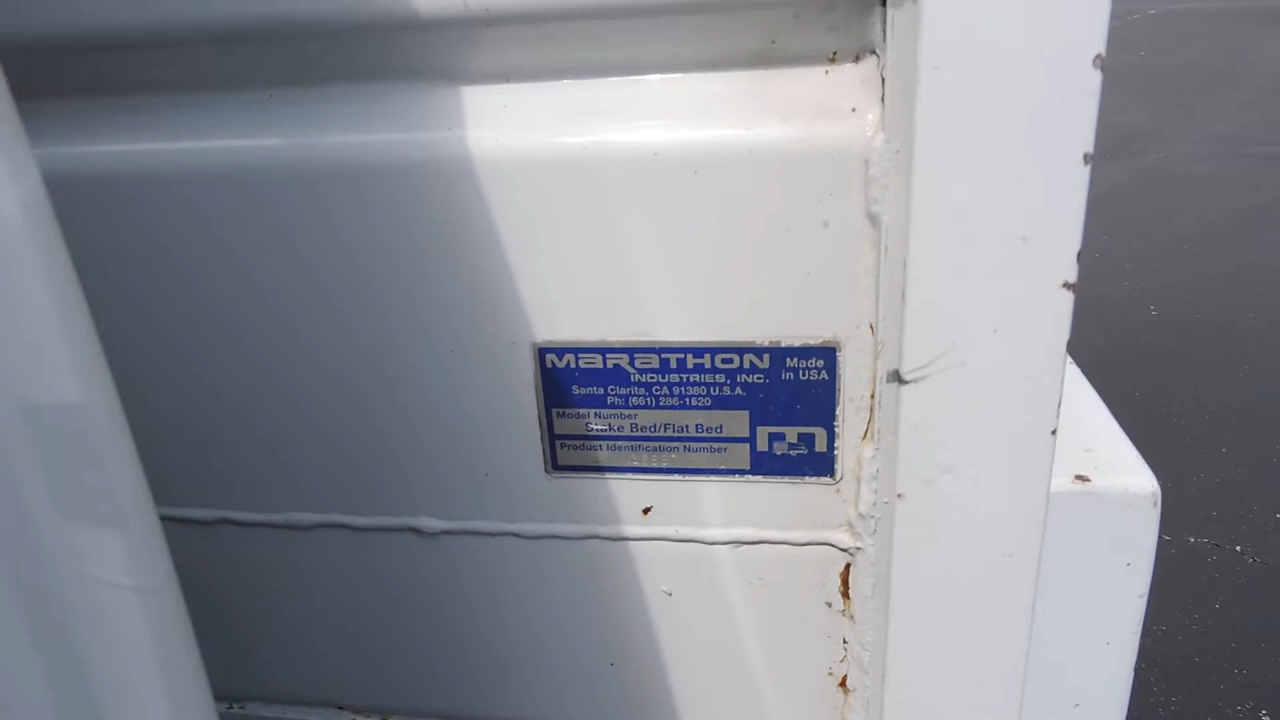 MARATHON
INDUSTRIES, INC.
Made
in USA
Santa Clarita, CA 91380 U.S.A.
Ph: (661) 286-1520
Model Number
Stake Bed/Flat Bed
Product Identification Number
m